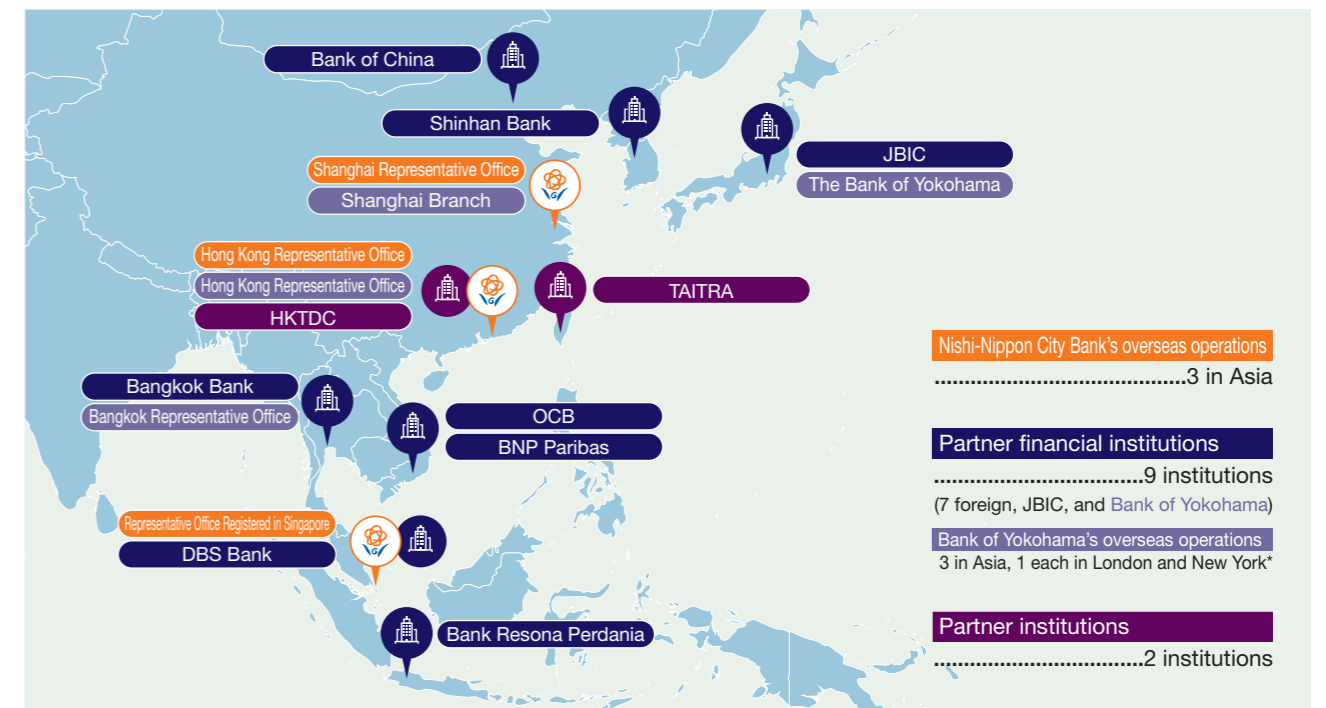 Bank of China
Shinhan Bank
JBIC
The Bank of Yokohama
Shanghai Representative Office
Shanghai Branch
Hong Kong Representative Office
Hong Kong Representative Office
HKTDC
TAITRA
Bangkok Bank
Bangkok Representative Office
OCB
BNP Paribas
Representative Office Registered in Singapore
DBS Bank
Bank Resona Perdania
Nishi-Nippon City Bank's overseas operations
..........................................3 in Asia
Partner financial institutions
...................................9 institutions
(7 foreign, JBIC, and Bank of Yokohama)
Bank of Yokohama's overseas operations
3 in Asia, 1 each in London and New York*
Partner institutions
...................................2 institutions